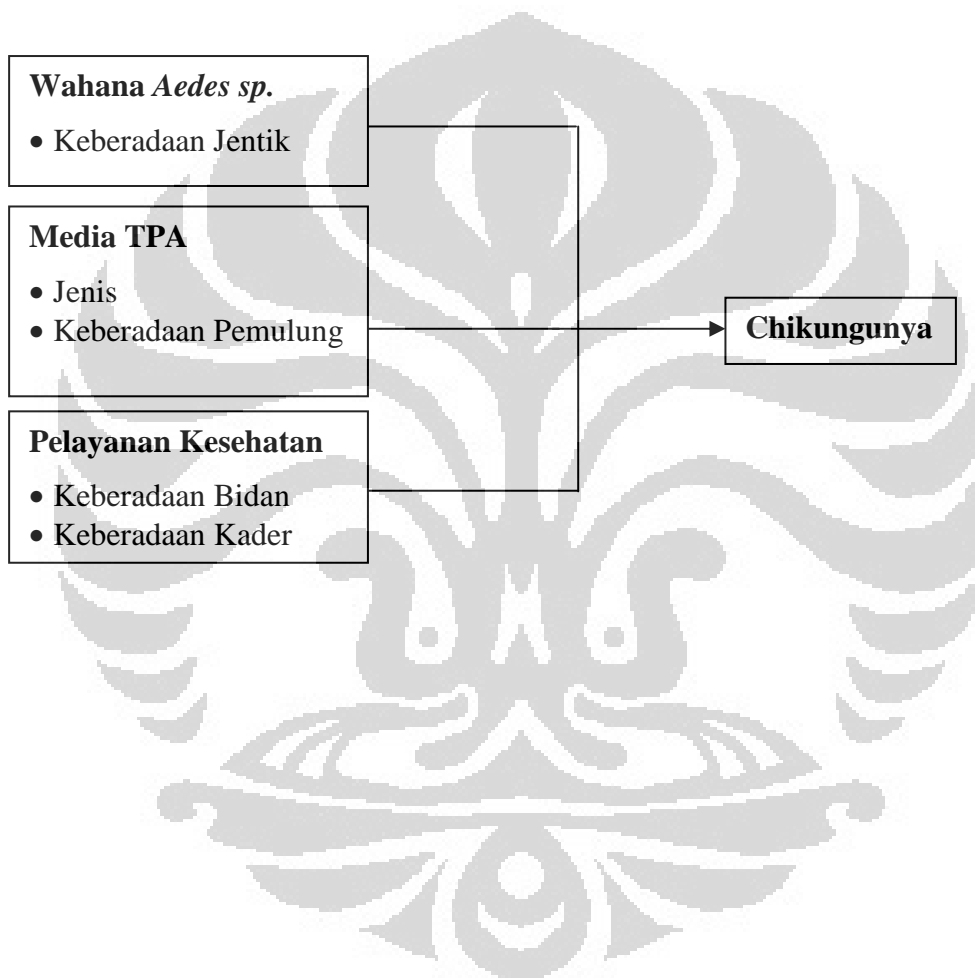 Wahana Aedes sp.
• Keberadaan Jentik
Media TPA
• Jenis
• Keberadaan Pemulung
Pelayanan Kesehatan
• Keberadaan Bidan
• Keberadaan Kader
Chikungunya